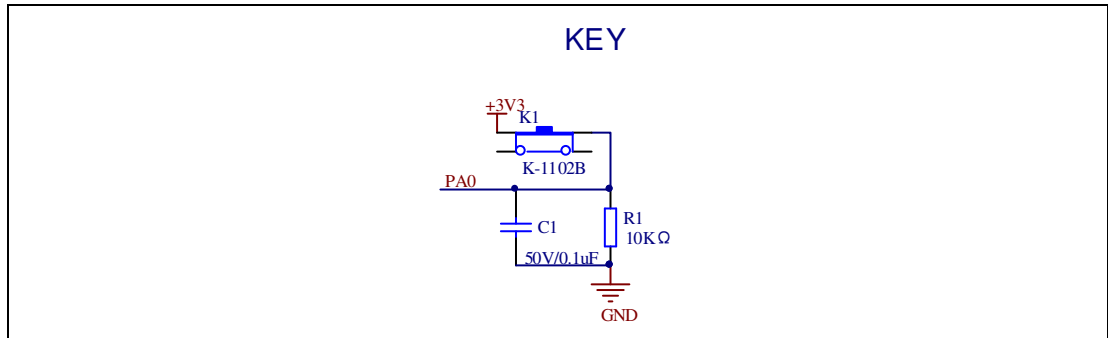 KEY
+3V3
K1
K-1102B
PA0
C1
R1
10KΩ
50V/0.1uF
GND